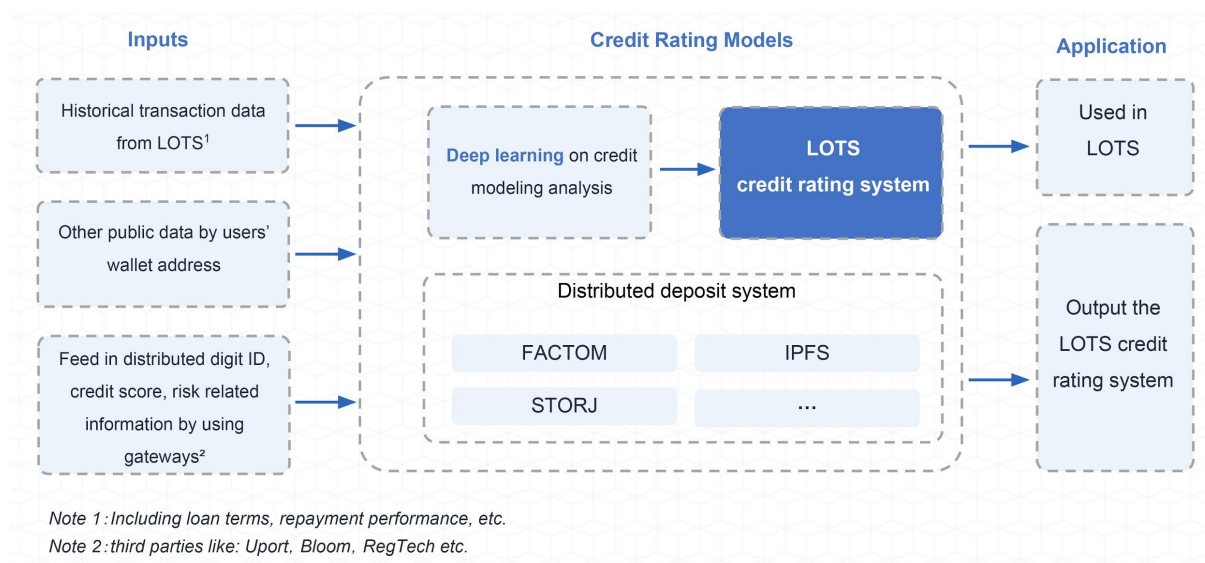 Inputs
Historical transaction data
from LOTS¹
Other public data by users’
wallet address
Feed in distributed digit ID,
credit score, risk related
information by using
gateways²
Credit Rating Models
Deep learning on credit
modeling analysis
LOTS
credit rating system
Distributed deposit system
FACTOM
IPFS
STORJ
...
Application
Used in
LOTS
Output the
LOTS credit
rating system
Note 1:Including loan terms, repayment performance, etc.
Note 2:third parties like: Uport, Bloom, RegTech etc.